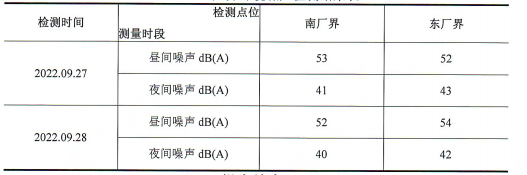 检测时间 检测点位 测量时段 南厂界 东厂界
2022.09.27 昼间噪声 dB(A) 53 52
夜间噪声 dB(A) 41 43
2022.09.28 昼间噪声 dB(A) 52 54
夜间噪声 dB(A) 40 42